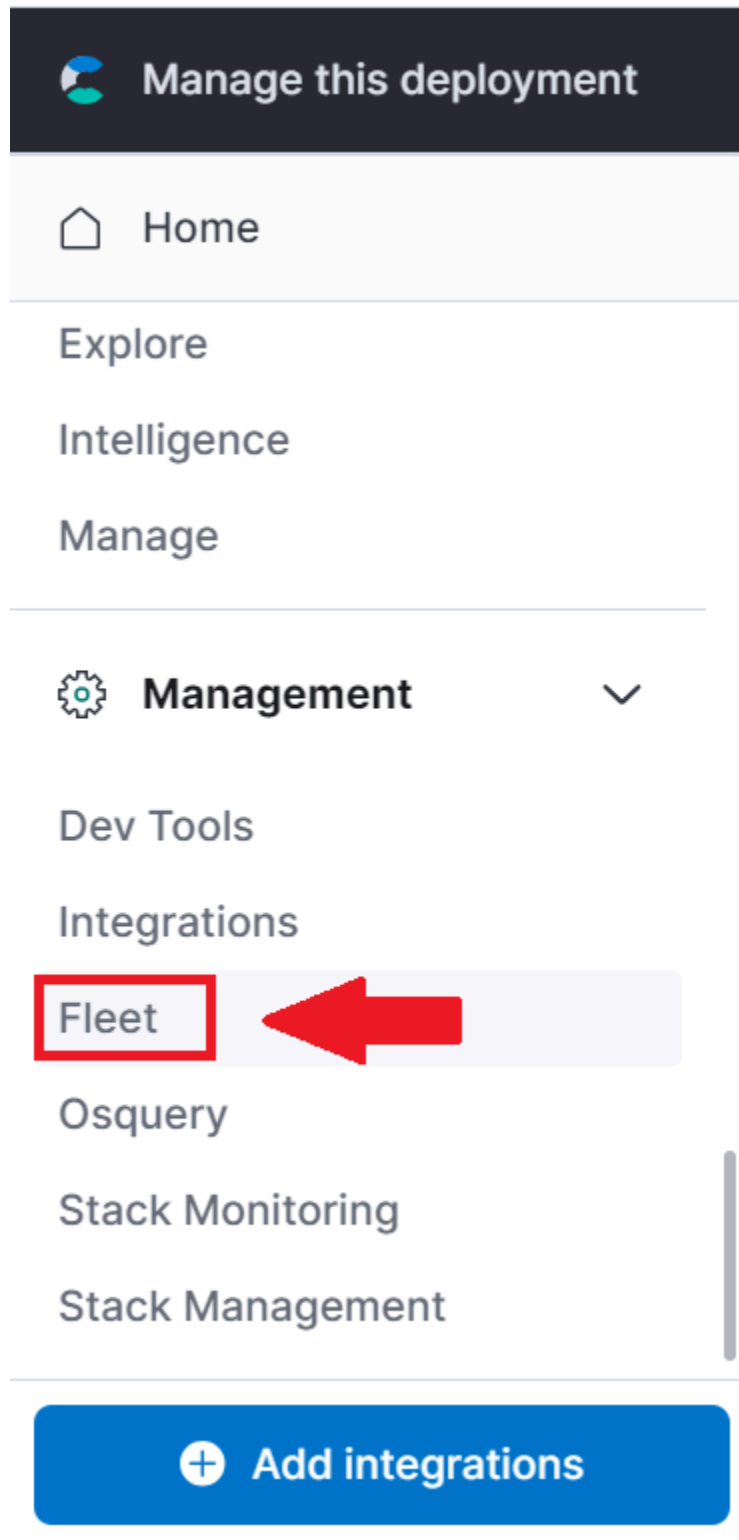 Manage this deployment
Home
Explore
Intelligence
Manage
Management
Dev Tools
Integrations
Fleet
Osquery
Stack Monitoring
Stack Management
Add integrations